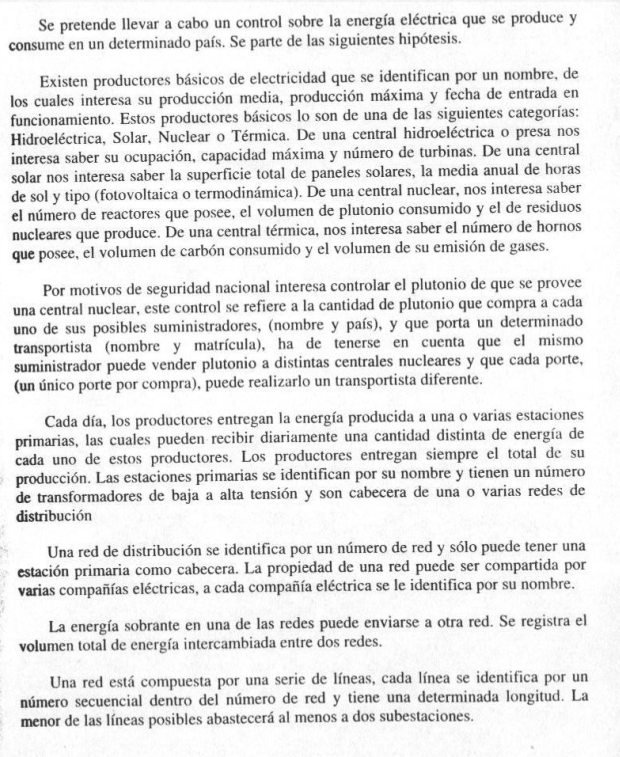 Se pretende llevar a cabo un control sobre la energía eléctrica que se produce y
consume en un determinado país. Se parte de las siguientes hipótesis.
Existen productores básicos de electricidad que se identifican por un nombre, de
los cuales interesa su producción media, producción máxima y fecha de entrada en
funcionamiento. Estos productores básicos lo son de una de las siguientes categorías:
Hidroeléctrica, Solar, Nuclear o Térmica. De una central hidroeléctrica o presa nos
interesa saber su ocupación, capacidad máxima y número de turbinas. De una central
solar nos interesa saber la superficie total de paneles solares, la media anual de horas
de sol y tipo (fotovoltaica o termodinámica). De una central nuclear, nos interesa saber
el número de reactores que posee, el volumen de plutonio consumido y el de residuos
nucleares que produce. De una central térmica, nos interesa saber el número de hornos
que posee, el volumen de carbón consumido y el volumen de su emisión de gases.
Por motivos de seguridad nacional interesa controlar el plutonio de que se provee
una central nuclear, este control se refiere a la cantidad de plutonio que compra a cada
uno de sus posibles suministradores, (nombre y país), y que porta un determinado
transportista (nombre y matrícula), ha de tenerse en cuenta que el mismo
suministrador puede vender plutonio a distintas centrales nucleares y que cada porte,
(un único porte por compra), puede realizarlo un transportista diferente.
Cada día, los productores entregan la energía producida a una o varias estaciones
primarias, las cuales pueden recibir diariamente una cantidad distinta de energía de
cada uno de estos productores. Los productores entregan siempre el total de su
producción. Las estaciones primarias se identifican por su nombre y tienen un número
de transformadores de baja a alta tensión y son cabecera de una o varias redes de
distribución
Una red de distribución se identifica por un número de red y sólo puede tener una
estación primaria como cabecera. La propiedad de una red puede ser compartida por
varias compañías eléctricas, a cada compañía eléctrica se le identifica por su nombre.
La energía sobrante en una de las redes puede enviarse a otra red. Se registra el
volumen total de energía intercambiada entre dos redes.
Una red está compuesta por una serie de líneas, cada línea se identifica por un
número secuencial dentro del número de red y tiene una determinada longitud. La
menor de las líneas posibles abastecerá al menos a dos subestaciones.